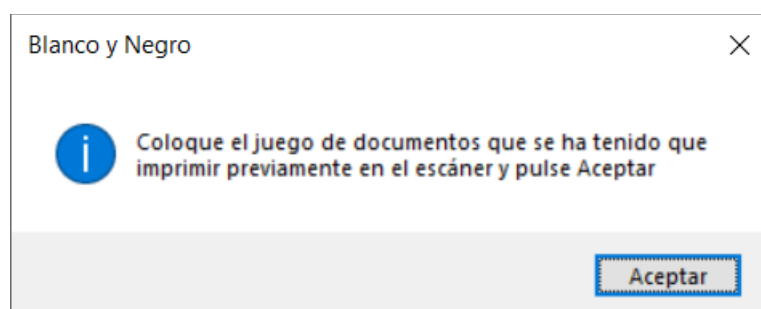 Blanco y Negro
Coloque el juego de documentos que se ha tenido que
imprimir previamente en el escáner y pulse Aceptar
Aceptar